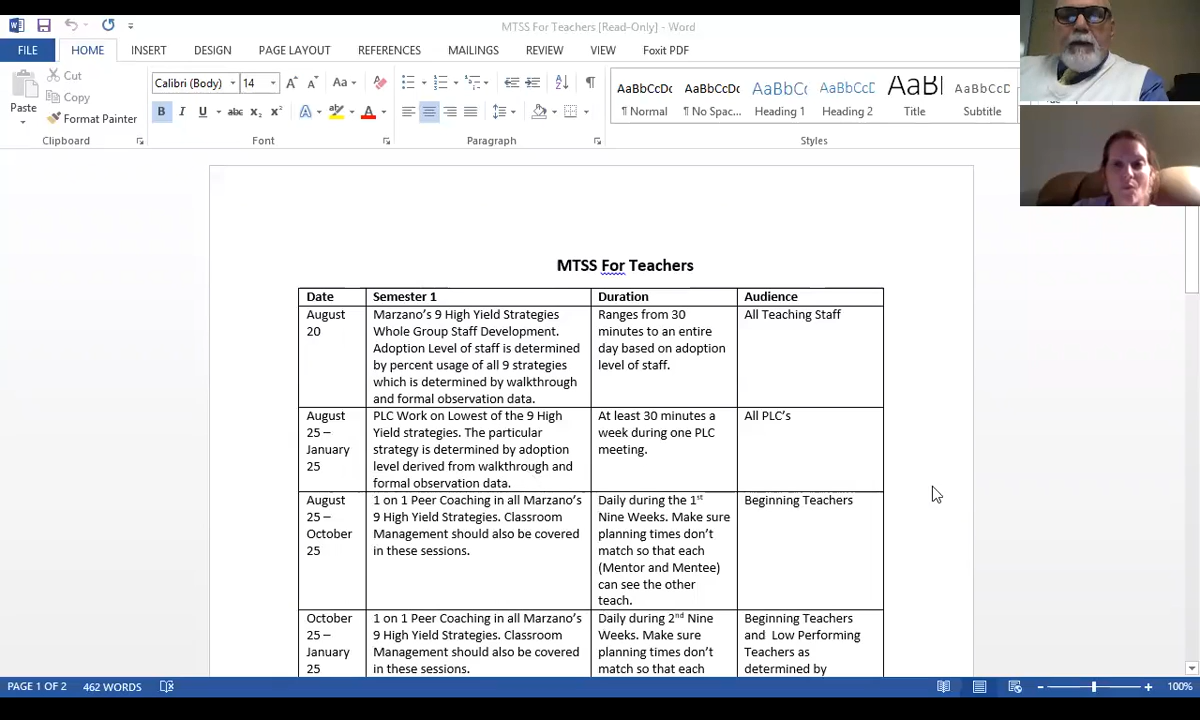 MTSS For Teachers [Read-Only] - Word
FILE HOME INSERT DESIGN PAGE LAYOUT REFERENCES MAILINGS REVIEW VIEW Foxit PDF
Paste
Cut
Copy
Format Painter
Clipboard
Calibri (Body) 14
Font
Paragraph
AaBbCcDc AaBbCcDc AaBbCc AaBbCcD AaBl AaBbCcD
¶ Normal ¶ No Spac... Heading 1 Heading 2 Title Subtitle
Styles
MTSS For Teachers
Date Semester 1 Duration Audience
August
20
Marzano's 9 High Yield Strategies
Whole Group Staff Development.
Adoption Level of staff is determined
by percent usage of all 9 strategies
which is determined by walkthrough
and formal observation data.
Ranges from 30
minutes to an entire
day based on adoption
level of staff.
All Teaching Staff
August
25 –
January
25
PLC Work on Lowest of the 9 High
Yield strategies. The particular
strategy is determined by adoption
level derived from walkthrough and
formal observation data.
At least 30 minutes a
week during one PLC
meeting.
All PLC's
August
25 –
October
25
1 on 1 Peer Coaching in all Marzano's
9 High Yield Strategies. Classroom
Management should also be covered
in these sessions.
Daily during the 1st
Nine Weeks. Make sure
planning times don't
match so that each
(Mentor and Mentee)
can see the other
teach.
Beginning Teachers
October
25 –
January
25
1 on 1 Peer Coaching in all Marzano's
9 High Yield Strategies. Classroom
Management should also be covered
in these sessions.
Daily during 2nd Nine
Weeks. Make sure
planning times don't
match so that each
Beginning Teachers
and Low Performing
Teachers as
determined by
PAGE 1 OF 2 462 WORDS 100%